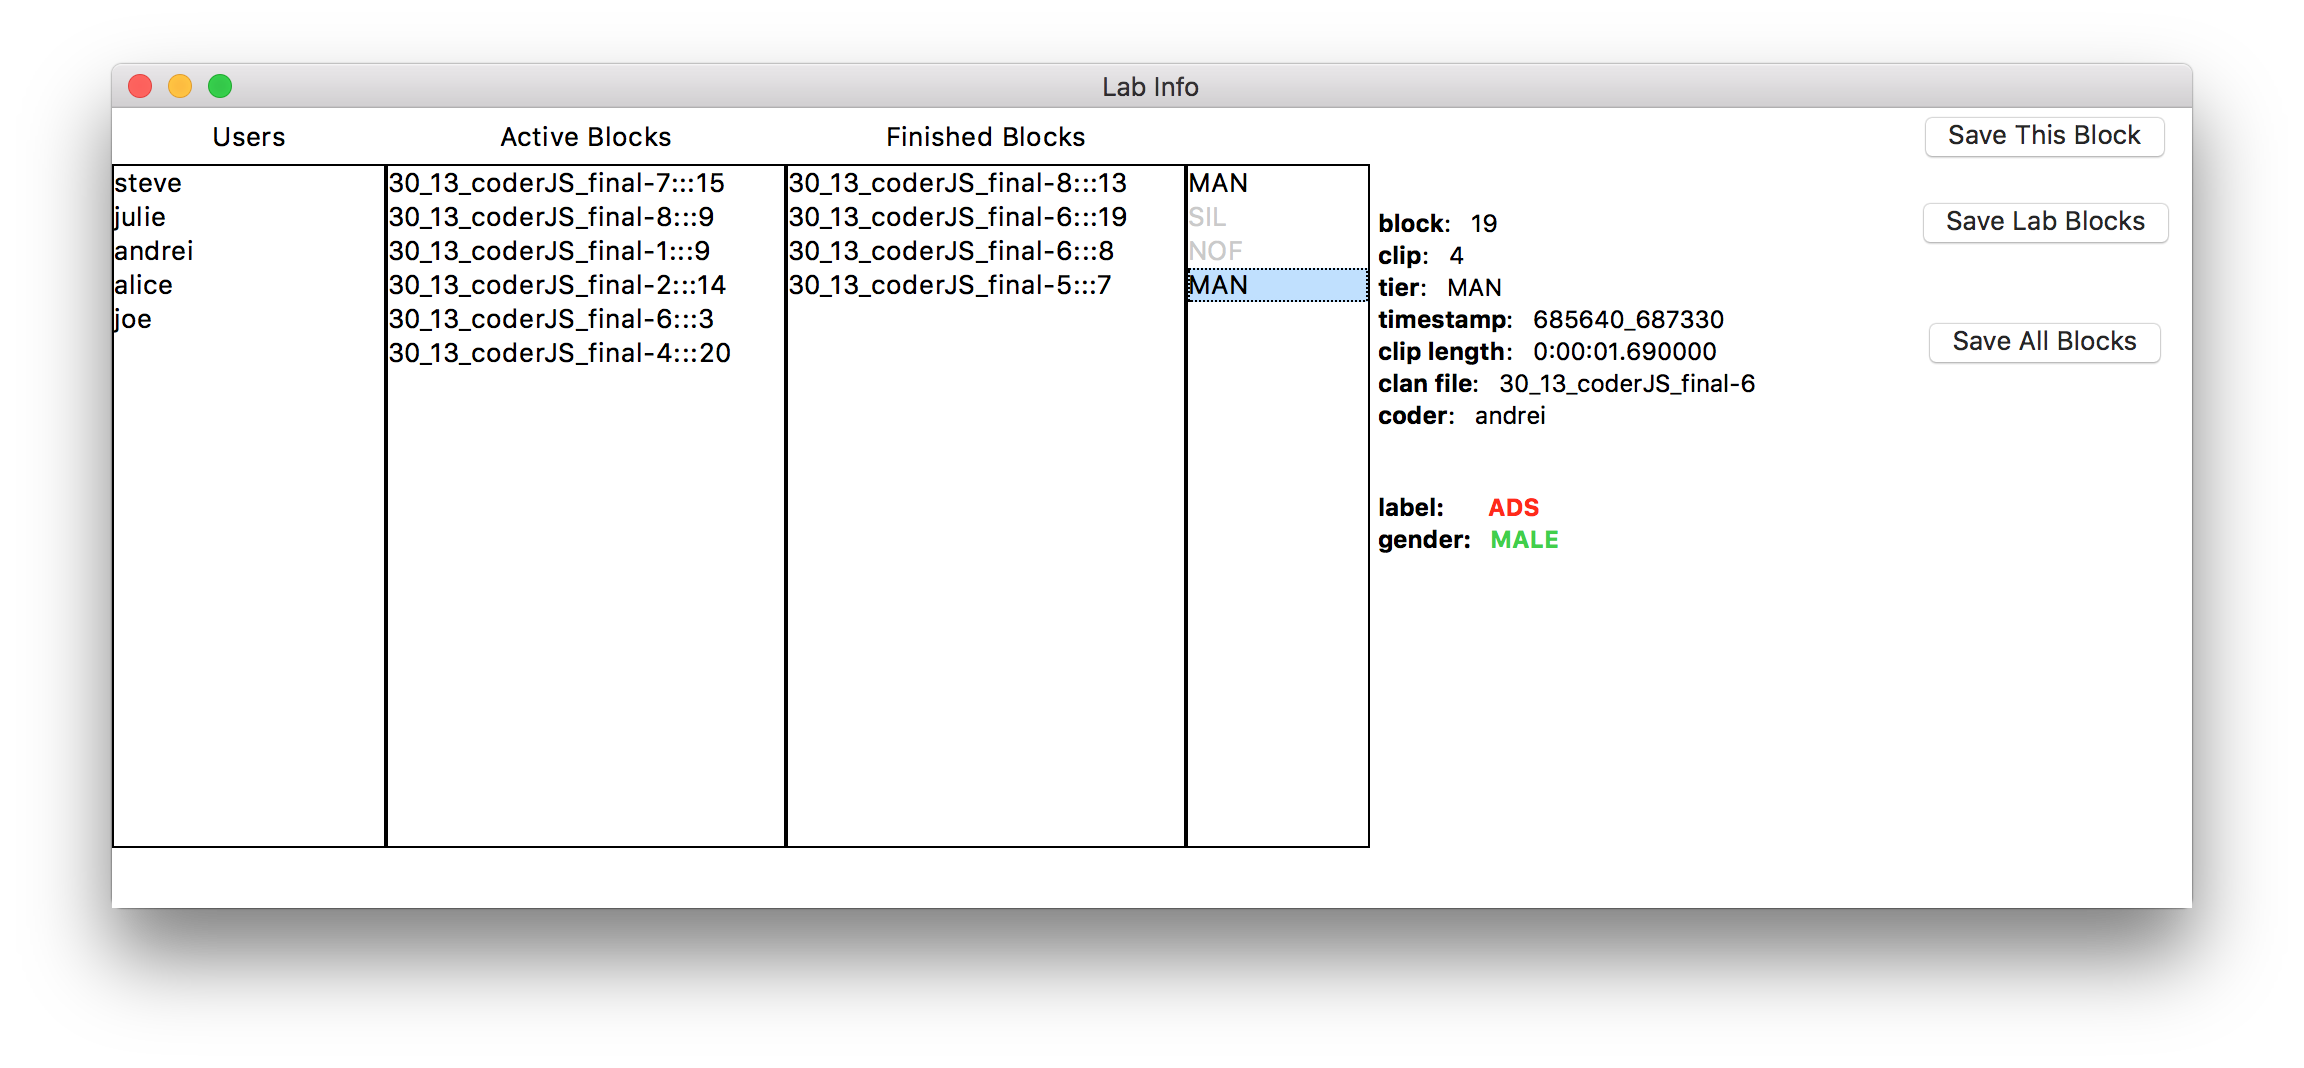 Lab Info
Users Active Blocks Finished Blocks
steve
julie
andrei
alice
joe
30_13_coderJS_final-7:::15
30_13_coderJS_final-8:::9
30_13_coderJS_final-1:::9
30_13_coderJS_final-2:::14
30_13_coderJS_final-6:::3
30_13_coderJS_final-4:::20
30_13_coderJS_final-8:::13
30_13_coderJS_final-6:::19
30_13_coderJS_final-6:::8
30_13_coderJS_final-5:::7
MAN
SIL
NOF
MAN
block: 19
clip: 4
tier: MAN
timestamp: 685640_687330
clip length: 0:00:01.690000
clan file: 30_13_coderJS_final-6
coder: andrei
label: ADS
gender: MALE
Save This Block
Save Lab Blocks
Save All Blocks